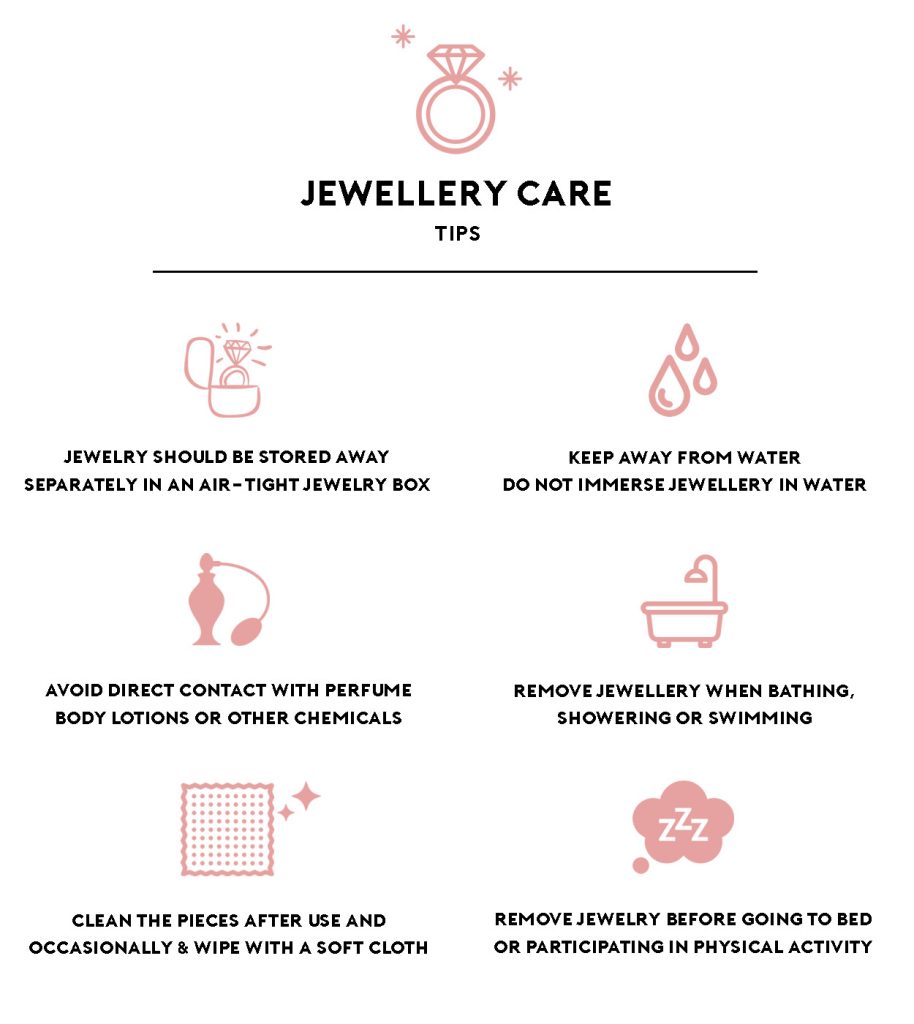 JEWELLERY CARE
TIPS
JEWELRY SHOULD BE STORED AWAY
SEPARATELY IN AN AIR-TIGHT JEWELRY BOX
KEEP AWAY FROM WATER
DO NOT IMMERSE JEWELLERY IN WATER
AVOID DIRECT CONTACT WITH PERFUME
BODY LOTIONS OR OTHER CHEMICALS
REMOVE JEWELLERY WHEN BATHING,
SHOWERING OR SWIMMING
CLEAN THE PIECES AFTER USE AND
OCCASIONALLY & WIPE WITH A SOFT CLOTH
ZZZ
REMOVE JEWELRY BEFORE GOING TO BED
OR PARTICIPATING IN PHYSICAL ACTIVITY